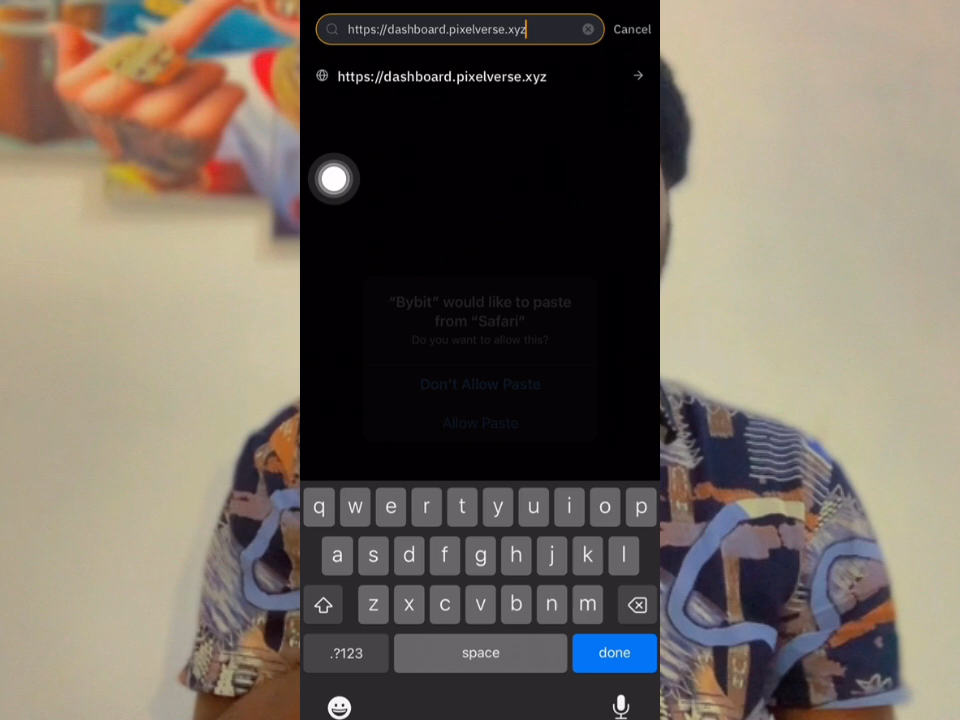 https://dashboard.pixelverse.xyz
Cancel
https://dashboard.pixelverse.xyz
“Bybit” would like to paste
from “Safari”
Do you want to allow this?
Don't Allow Paste
Allow Paste
q w e r t y u i o p
a s d f g h j k l
z x c v b n m
.?123 space done